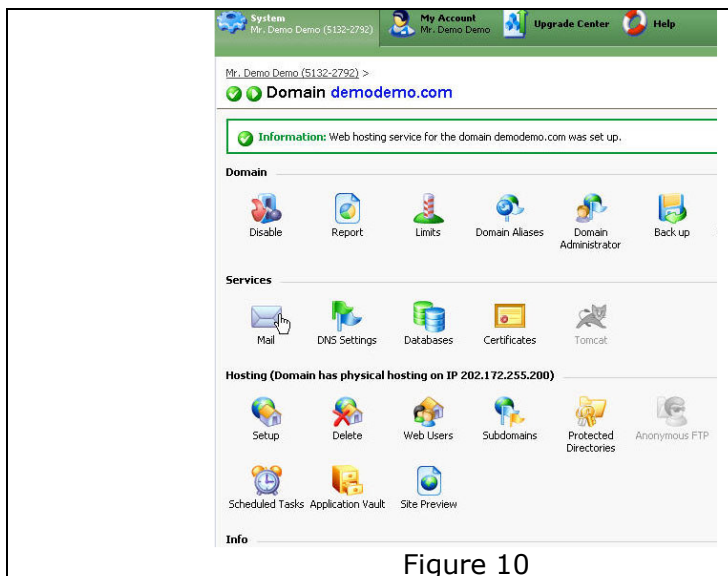 System
Mr. Demo Demo (5132-2792)
My Account
Mr. Demo Demo
Upgrade Center
Help
Mr. Demo Demo (5132-2792) >
Domain demodemo.com
Information: Web hosting service for the domain demodemo.com was set up.
Domain
Disable
Report
Limits
Domain Aliases
Domain Administrator
Back up
Services
Mail
DNS Settings
Databases
Certificates
Tomcat
Hosting (Domain has physical hosting on IP 202.172.255.200)
Setup
Delete
Web Users
Subdomains
Protected Directories
Anonymous FTP
Scheduled Tasks
Application Vault
Site Preview
Info
Figure 10